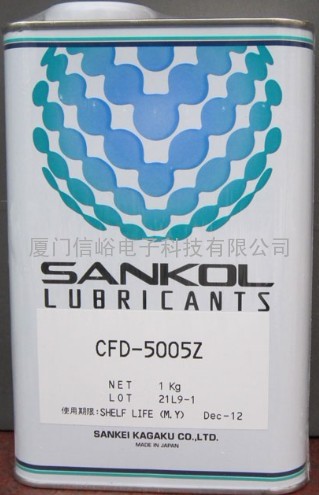 厦门信峪电子科技有限公司
SANKOL
LUBRICANTS
CFD-5005Z
NET 1 Kg
LOT 21L9-1
使用期限:SHELF LIFE (M.Y) Dec-12
SANKEI KAGAKU CO.,LTD.
MADE IN JAPAN